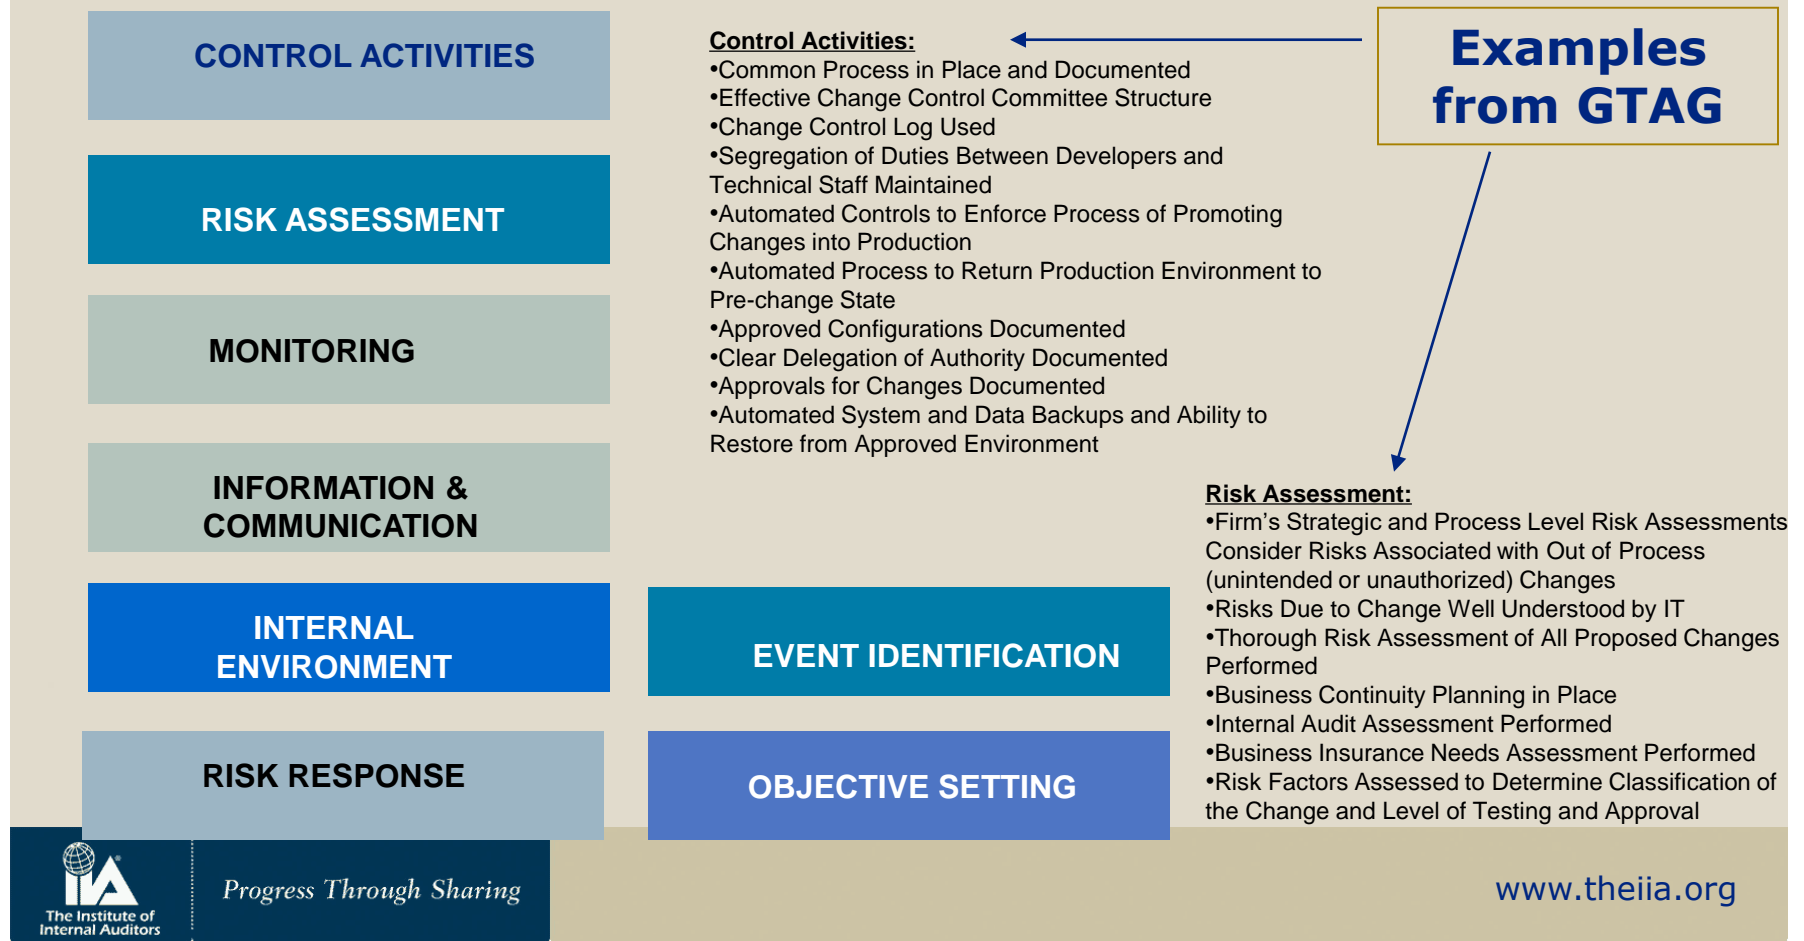 CONTROL ACTIVITIES
RISK ASSESSMENT
MONITORING
INFORMATION &
COMMUNICATION
INTERNAL
ENVIRONMENT
RISK RESPONSE
EVENT IDENTIFICATION
OBJECTIVE SETTING
Control Activities:
•Common Process in Place and Documented
•Effective Change Control Committee Structure
•Change Control Log Used
•Segregation of Duties Between Developers and
Technical Staff Maintained
•Automated Controls to Enforce Process of Promoting
Changes into Production
•Automated Process to Return Production Environment to
Pre-change State
•Approved Configurations Documented
•Clear Delegation of Authority Documented
•Approvals for Changes Documented
•Automated System and Data Backups and Ability to
Restore from Approved Environment
Examples
from GTAG
Risk Assessment:
•Firm's Strategic and Process Level Risk Assessments
Consider Risks Associated with Out of Process
(unintended or unauthorized) Changes
•Risks Due to Change Well Understood by IT
•Thorough Risk Assessment of All Proposed Changes
Performed
•Business Continuity Planning in Place
•Internal Audit Assessment Performed
•Business Insurance Needs Assessment Performed
•Risk Factors Assessed to Determine Classification of
the Change and Level of Testing and Approval
IIA
The Institute of
Internal Auditors
Progress Through Sharing
www.theiia.org